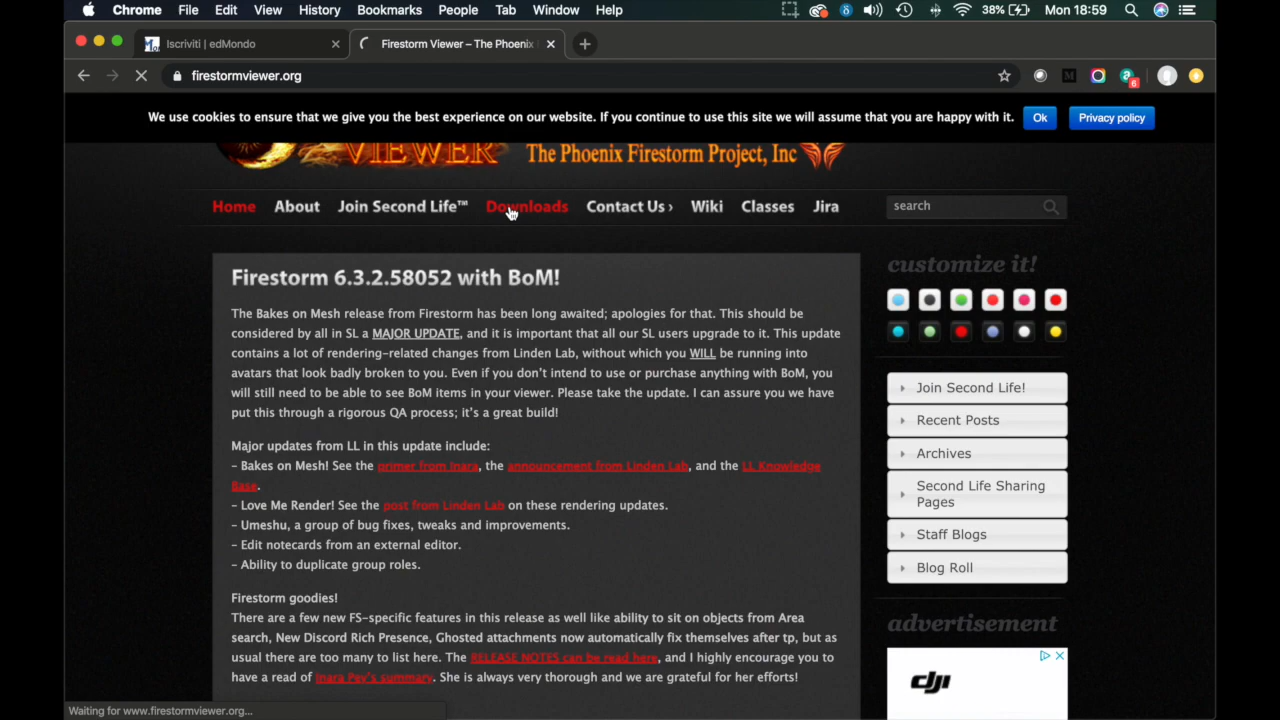 Chrome File Edit View History Bookmarks People Tab Window Help 38% Mon 18:59
Iscriviti | edMondo Firestorm Viewer – The Phoenix
firestormviewer.org
6
We use cookies to ensure that we give you the best experience on our website. If you continue to use this site we will assume that you are happy with it. Ok Privacy policy
VIEWER The Phoenix Firestorm Project, Inc
Home About Join Second Life™ Downloads Contact Us › Wiki Classes Jira search
Firestorm 6.3.2.58052 with BoM!
The Bakes on Mesh release from Firestorm has been long awaited; apologies for that. This should be
considered by all in SL a MAJOR UPDATE, and it is important that all our SL users upgrade to it. This update
contains a lot of rendering-related changes from Linden Lab, without which you WILL be running into
avatars that look badly broken to you. Even if you don't intend to use or purchase anything with BoM, you
will still need to be able to see BoM items in your viewer. Please take the update. I can assure you we have
put this through a rigorous QA process; it's a great build!
Major updates from LL in this update include:
– Bakes on Mesh! See the primer from Inara, the announcement from Linden Lab, and the LL Knowledge
Base.
– Love Me Render! See the post from Linden Lab on these rendering updates.
– Umeshu, a group of bug fixes, tweaks and improvements.
– Edit notecards from an external editor.
– Ability to duplicate group roles.
Firestorm goodies!
There are a few new FS-specific features in this release as well like ability to sit on objects from Area
search, New Discord Rich Presence, Ghosted attachments now automatically fix themselves after tp, but as
usual there are too many to list here. The RELEASE NOTES can be read here, and I highly encourage you to
have a read of Inara Pey's summary. She is always very thorough and we are grateful for her efforts!
customize it!
Join Second Life!
Recent Posts
Archives
Second Life Sharing
Pages
Staff Blogs
Blog Roll
advertisement
dji
Waiting for www.firestormviewer.org...